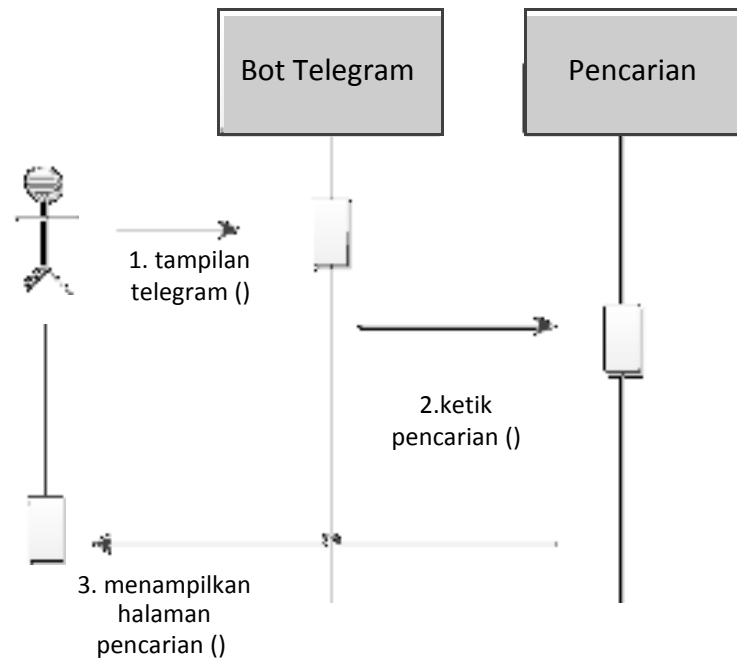 Bot Telegram
Pencarian
1. tampilan
telegram ()
2.ketik
pencarian ()
3. menampilkan
halaman
pencarian ()